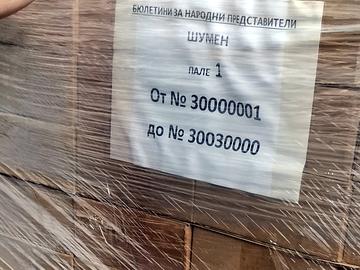 БЮЛЕТИНИ ЗА НАРОДНИ ПРЕДСТАВИТЕЛИ
ШУМЕН
ПАЛЕ 1
От № 30000001
до № 30030000